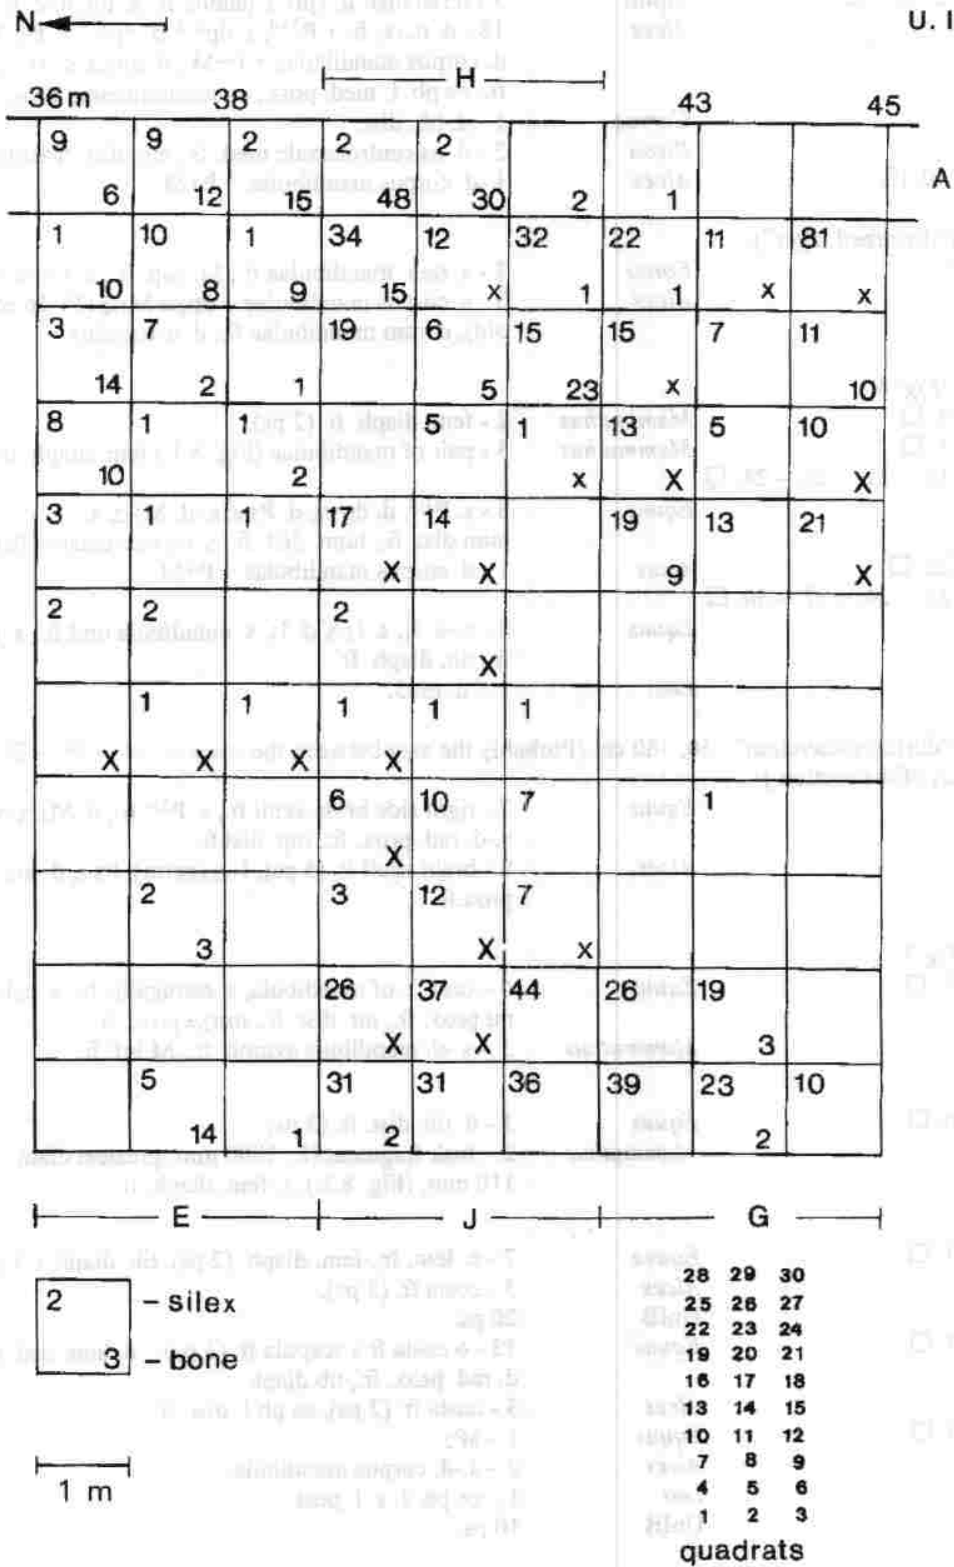 N U. I
H
36m 38 43 45
9 9 2 2 2
6 12 15 48 30 2 1 A
1 10 1 34 12 32 22 11 81
10 8 9 15 x 1 1 x x
3 7 19 6 15 15 7 11
14 2 1 5 23 x 10
8 1 1 5 1 13 5 10
10 2 x X X
3 1 1 17 14 19 13 21
X X 9 X
2 2 2
X
1 1 1 1 1
X X X X
6 10 7 1
X
2 3 12 7
3 X x
26 37 44 26 19
X X 3
5 31 31 36 39 23 10
14 1 2 2
E J G
2 – silex
3 – bone
1 m
28 29 30
25 26 27
22 23 24
19 20 21
16 17 18
13 14 15
10 11 12
7 8 9
4 5 6
1 2 3
quadrats